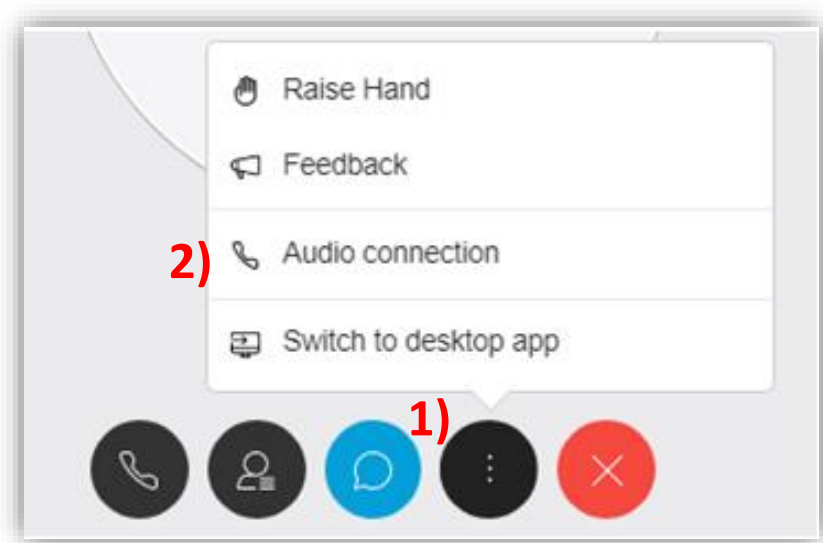 Raise Hand
Feedback
2) Audio connection
Switch to desktop app
1)